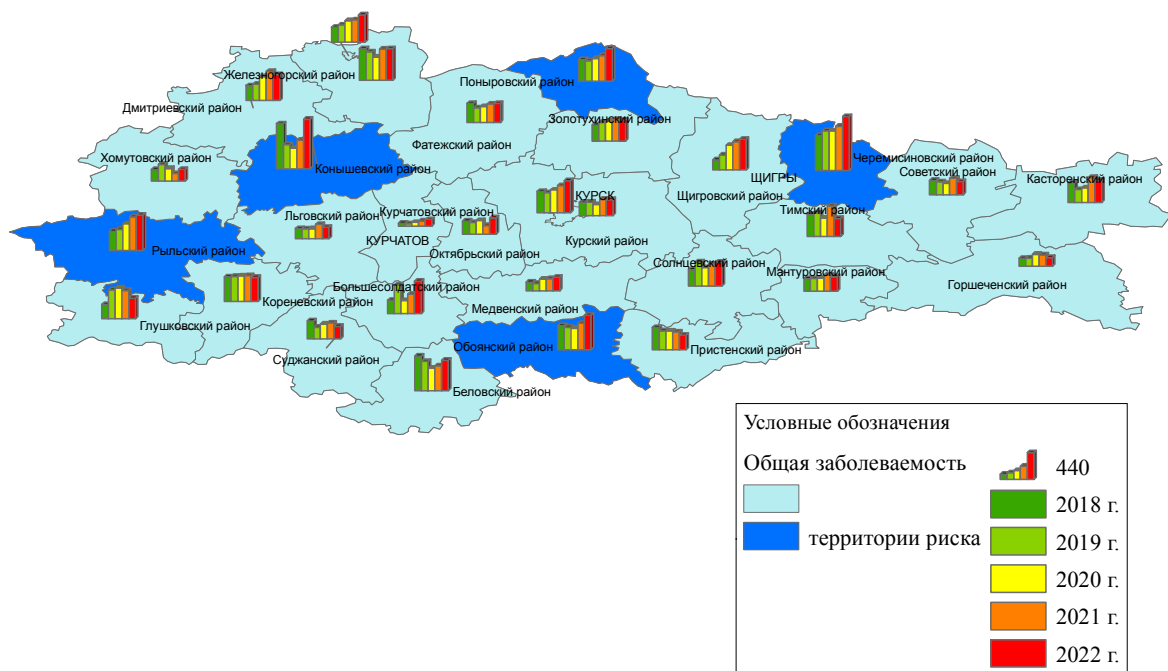 Железногорский район
Поныровский район
Дмитриевский район
Золотухинский район
Фатежский район
Хомутовский район
Конышевский район
ЩИГРЫ
Черемисиновский район
Советский район
Касторенский район
Щигровский район
КУРСК
Льговский район
Курчатовский район
Тимский район
КУРЧАТОВ
Октябрьский район
Курский район
Рыльский район
Солнцевский район
Мантуровский район
Горшеченский район
Кореневский район
Большесолдатский район
Медвенский район
Глушковский район
Обоянский район
Пристенский район
Суджанский район
Беловский район
Условные обозначения
Общая заболеваемость
440
2018 г.
территории риска
2019 г.
2020 г.
2021 г.
2022 г.